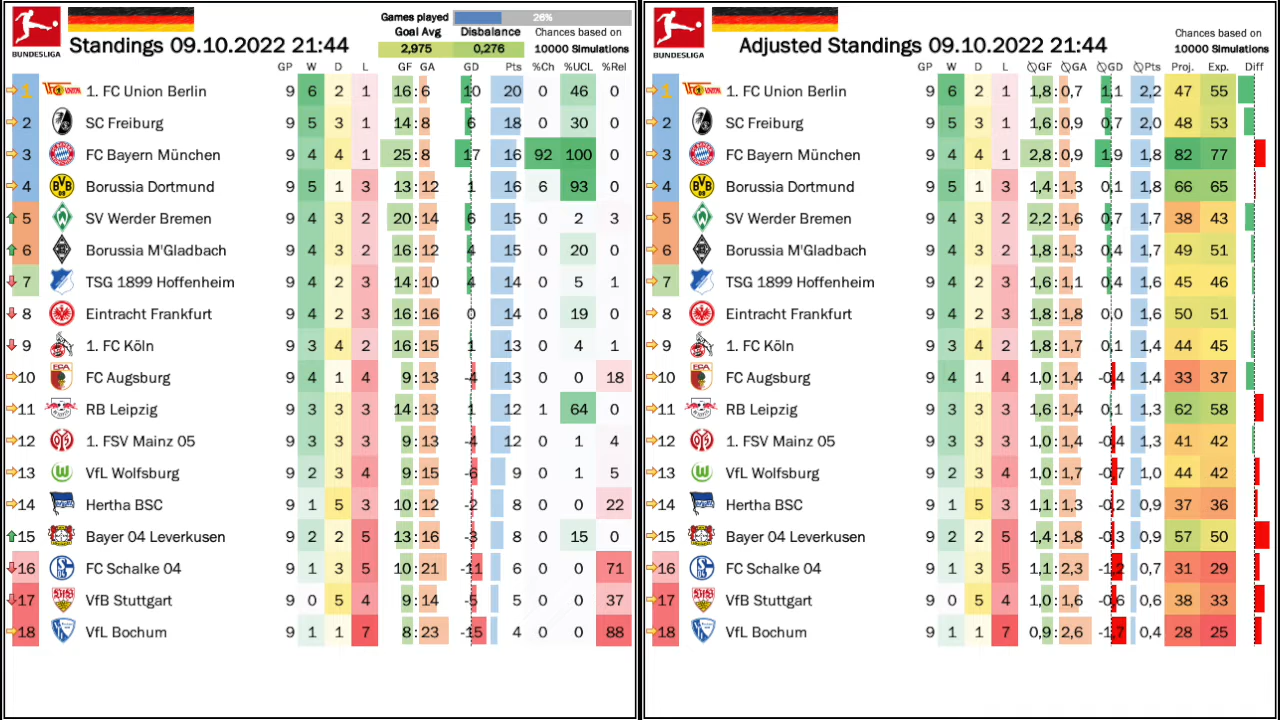 Games played 26%
Goal Avg Disbalance Chances based on
BUNDESLIGA Standings 09.10.2022 21:44 2,975 0,276 10000 Simulations
GP W D L GF GA GD Pts %Ch %UCL %Rel
1 1. FC Union Berlin 9 6 2 1 16:6 10 20 0 46 0
2 SC Freiburg 9 5 3 1 14:8 6 18 0 30 0
3 FC Bayern München 9 4 4 1 25:8 17 16 92 100 0
4 Borussia Dortmund 9 5 1 3 13:12 1 16 6 93 0
5 SV Werder Bremen 9 4 3 2 20:14 6 15 0 2 3
6 Borussia M'Gladbach 9 4 3 2 16:12 4 15 0 20 0
7 TSG 1899 Hoffenheim 9 4 2 3 14:10 4 14 0 5 1
8 Eintracht Frankfurt 9 4 2 3 16:16 0 14 0 19 0
9 1. FC Köln 9 3 4 2 16:15 1 13 0 4 1
10 FC Augsburg 9 4 1 4 9:13 -4 13 0 0 18
11 RB Leipzig 9 3 3 3 14:13 1 12 1 64 0
12 1. FSV Mainz 05 9 3 3 3 9:13 -4 12 0 1 4
13 VfL Wolfsburg 9 2 3 4 9:15 -6 9 0 1 5
14 Hertha BSC 9 1 5 3 10:12 -2 8 0 0 22
15 Bayer 04 Leverkusen 9 2 2 5 13:16 -3 8 0 15 0
16 FC Schalke 04 9 1 3 5 10:21 -11 6 0 0 71
17 VfB Stuttgart 9 0 5 4 9:14 -5 5 0 0 37
18 VfL Bochum 9 1 1 7 8:23 -15 4 0 0 88
Chances based on
BUNDESLIGA Adjusted Standings 09.10.2022 21:44 10000 Simulations
GP W D L ∅GF ∅GA ∅GD ∅Pts Proj. Exp. Diff
1 1. FC Union Berlin 9 6 2 1 1,8:0,7 1,1 2,2 47 55
2 SC Freiburg 9 5 3 1 1,6:0,9 0,7 2,0 48 53
3 FC Bayern München 9 4 4 1 2,8:0,9 1,9 1,8 82 77
4 Borussia Dortmund 9 5 1 3 1,4:1,3 0,1 1,8 66 65
5 SV Werder Bremen 9 4 3 2 2,2:1,6 0,7 1,7 38 43
6 Borussia M'Gladbach 9 4 3 2 1,8:1,3 0,4 1,7 49 51
7 TSG 1899 Hoffenheim 9 4 2 3 1,6:1,1 0,4 1,6 45 46
8 Eintracht Frankfurt 9 4 2 3 1,8:1,8 0,0 1,6 50 51
9 1. FC Köln 9 3 4 2 1,8:1,7 0,1 1,4 44 45
10 FC Augsburg 9 4 1 4 1,0:1,4 -0,4 1,4 33 37
11 RB Leipzig 9 3 3 3 1,6:1,4 0,1 1,3 62 58
12 1. FSV Mainz 05 9 3 3 3 1,0:1,4 -0,4 1,3 41 42
13 VfL Wolfsburg 9 2 3 4 1,0:1,7 -0,7 1,0 44 42
14 Hertha BSC 9 1 5 3 1,1:1,3 -0,2 0,9 37 36
15 Bayer 04 Leverkusen 9 2 2 5 1,4:1,8 -0,3 0,9 57 50
16 FC Schalke 04 9 1 3 5 1,1:2,3 -1,2 0,7 31 29
17 VfB Stuttgart 9 0 5 4 1,0:1,6 -0,6 0,6 38 33
18 VfL Bochum 9 1 1 7 0,9:2,6 -1,7 0,4 28 25